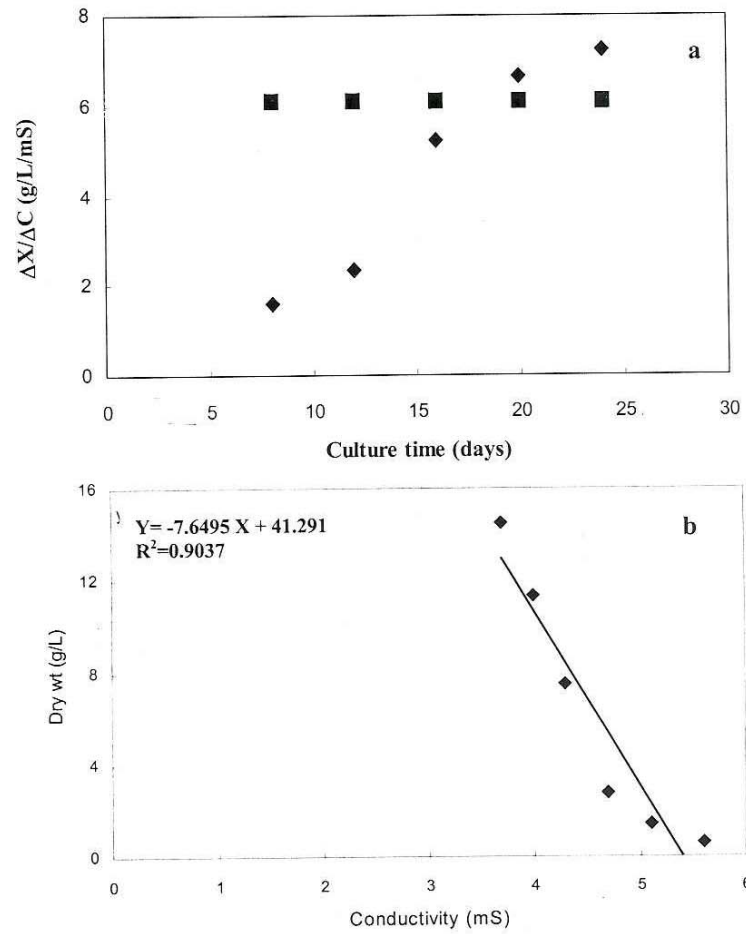 8
6
4
2
0
a
ΔX/ΔC (g/L/mS)
0 5 10 15 20 25 30
Culture time (days)
16
12
8
4
0
Y= -7.6495 X + 41.291
R²=0.9037
b
Dry wt (g/L)
0 1 2 3 4 5 6
Conductivity (mS)